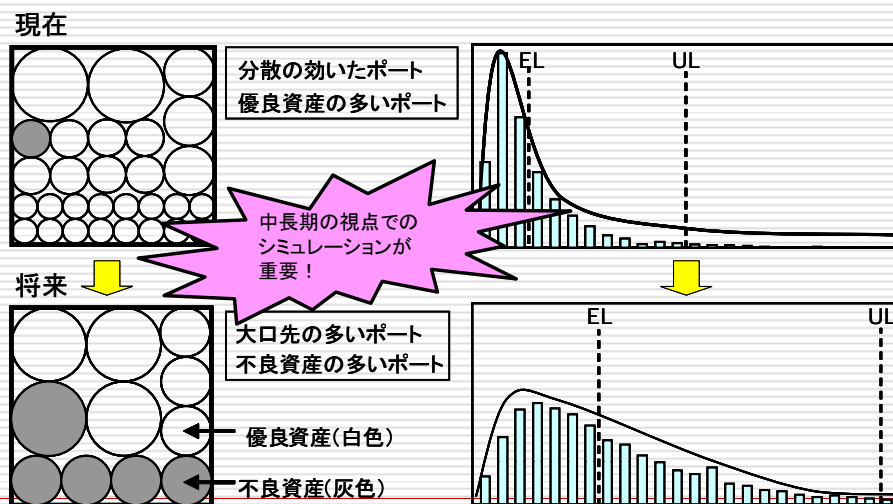 現在
分散の効いたポート
優良資産の多いポート
EL
UL
中長期の視点での
シミュレーションが
重要！
将来
大口先の多いポート
不良資産の多いポート
EL
UL
優良資産(白色)
不良資産(灰色)